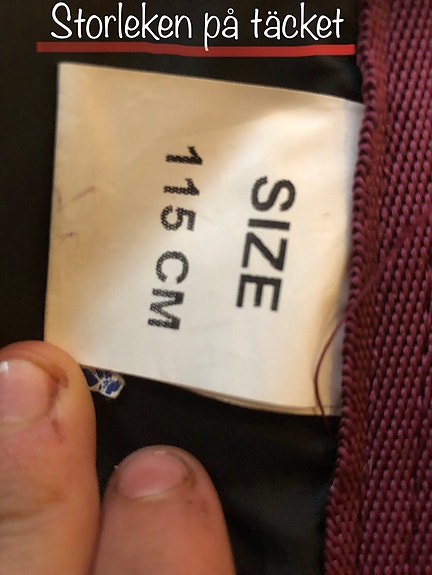 Storleken på täcket
SIZE
115 CM